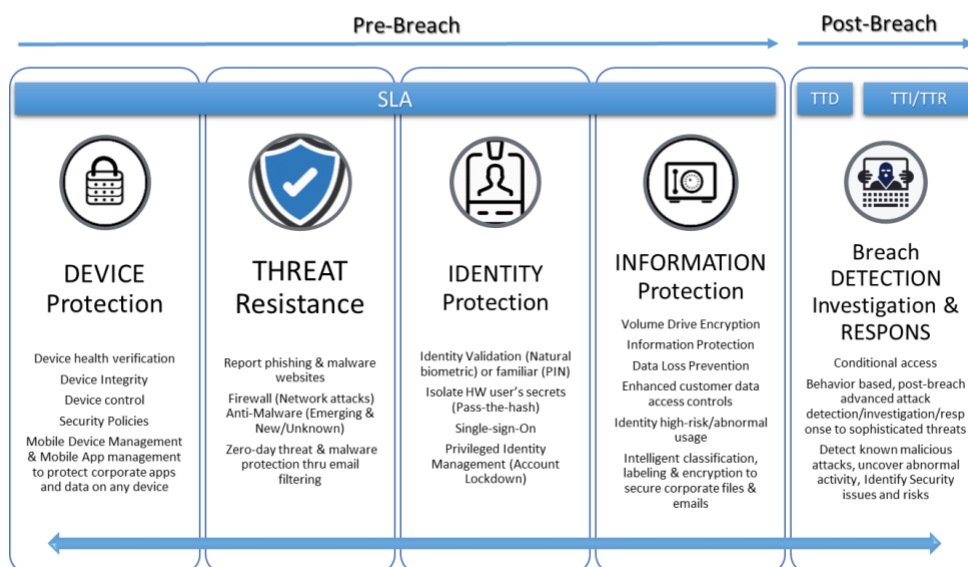 Pre-Breach
Post-Breach
SLA
TTD
TTI/TTR
DEVICE
Protection
Device health verification
Device Integrity
Device control
Security Policies
Mobile Device Management
& Mobile App management
to protect corporate apps
and data on any device
THREAT
Resistance
Report phishing & malware
websites
Firewall (Network attacks)
Anti-Malware (Emerging &
New/Unknown)
Zero-day threat & malware
protection thru email
filtering
IDENTITY
Protection
Identity Validation (Natural
biometric) or familiar (PIN)
Isolate HW user's secrets
(Pass-the-hash)
Single-sign-On
Privileged Identity
Management (Account
Lockdown)
INFORMATION
Protection
Volume Drive Encryption
Information Protection
Data Loss Prevention
Enhanced customer data
access controls
Identity high-risk/abnormal
usage
Intelligent classification,
labeling & encryption to
secure corporate files &
emails
Breach
DETECTION
Investigation &
RESPONS
Conditional access
Behavior based, post-breach
advanced attack
detection/investigation/resp
onse to sophisticated threats
Detect known malicious
attacks, uncover abnormal
activity, Identify Security
issues and risks